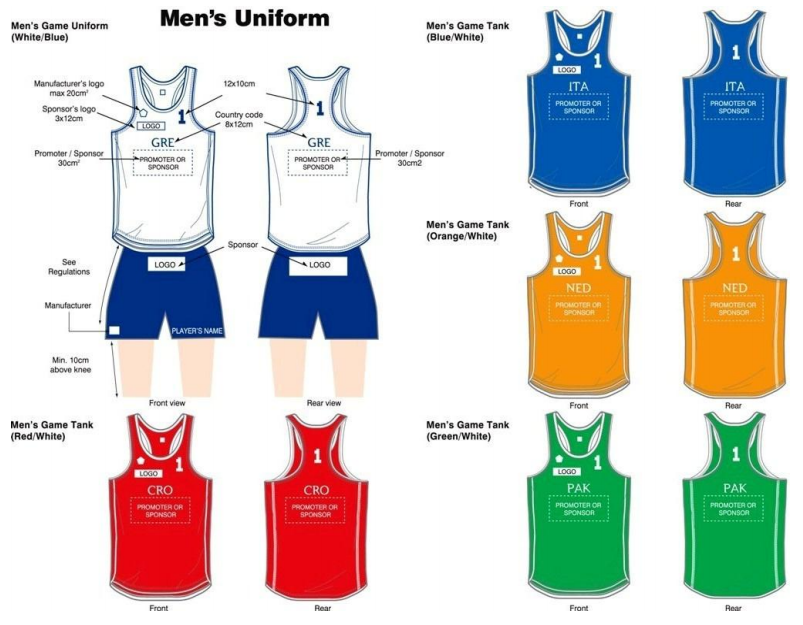 Men's Uniform
Men's Game Uniform
(White/Blue)
Manufacturer's logo
max 20cm²
Sponsor's logo
3x12cm
Promoter / Sponsor
30cm²
12x10cm
Country code
8x12cm
Promoter / Sponsor
30cm2
1
LOGO
GRE
PROMOTER OR
SPONSOR
1
GRE
PROMOTER OR
SPONSOR
See
Regulations
Manufacturer
Min. 10cm
above knee
Sponsor
LOGO
PLAYER'S NAME
LOGO
Front view
Rear view
Men's Game Tank
(Blue/White)
1
LOGO
ITA
PROMOTER OR
SPONSOR
Front
1
ITA
PROMOTER OR
SPONSOR
Rear
Men's Game Tank
(Orange/White)
1
LOGO
NED
PROMOTER OR
SPONSOR
Front
1
NED
PROMOTER OR
SPONSOR
Rear
Men's Game Tank
(Red/White)
1
LOGO
CRO
PROMOTER OR
SPONSOR
Front
1
CRO
PROMOTER OR
SPONSOR
Rear
Men's Game Tank
(Green/White)
1
LOGO
PAK
PROMOTER OR
SPONSOR
Front
1
PAK
PROMOTER OR
SPONSOR
Rear